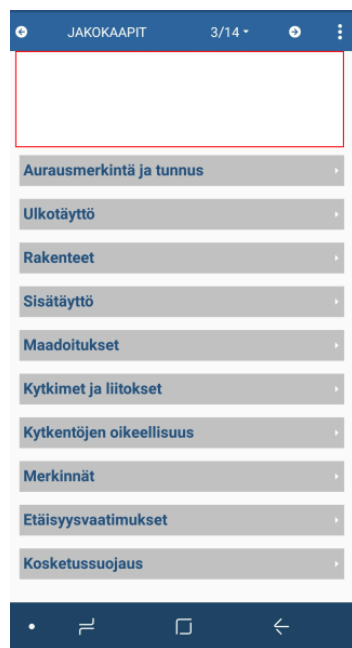 JAKOKAAPIT 3/14
Aurausmerkintä ja tunnus
Ulkotäyttö
Rakenteet
Sisätäyttö
Maadoitukset
Kytkimet ja liitokset
Kytkentöjen oikeellisuus
Merkinnät
Etäisyysvaatimukset
Kosketussuojaus